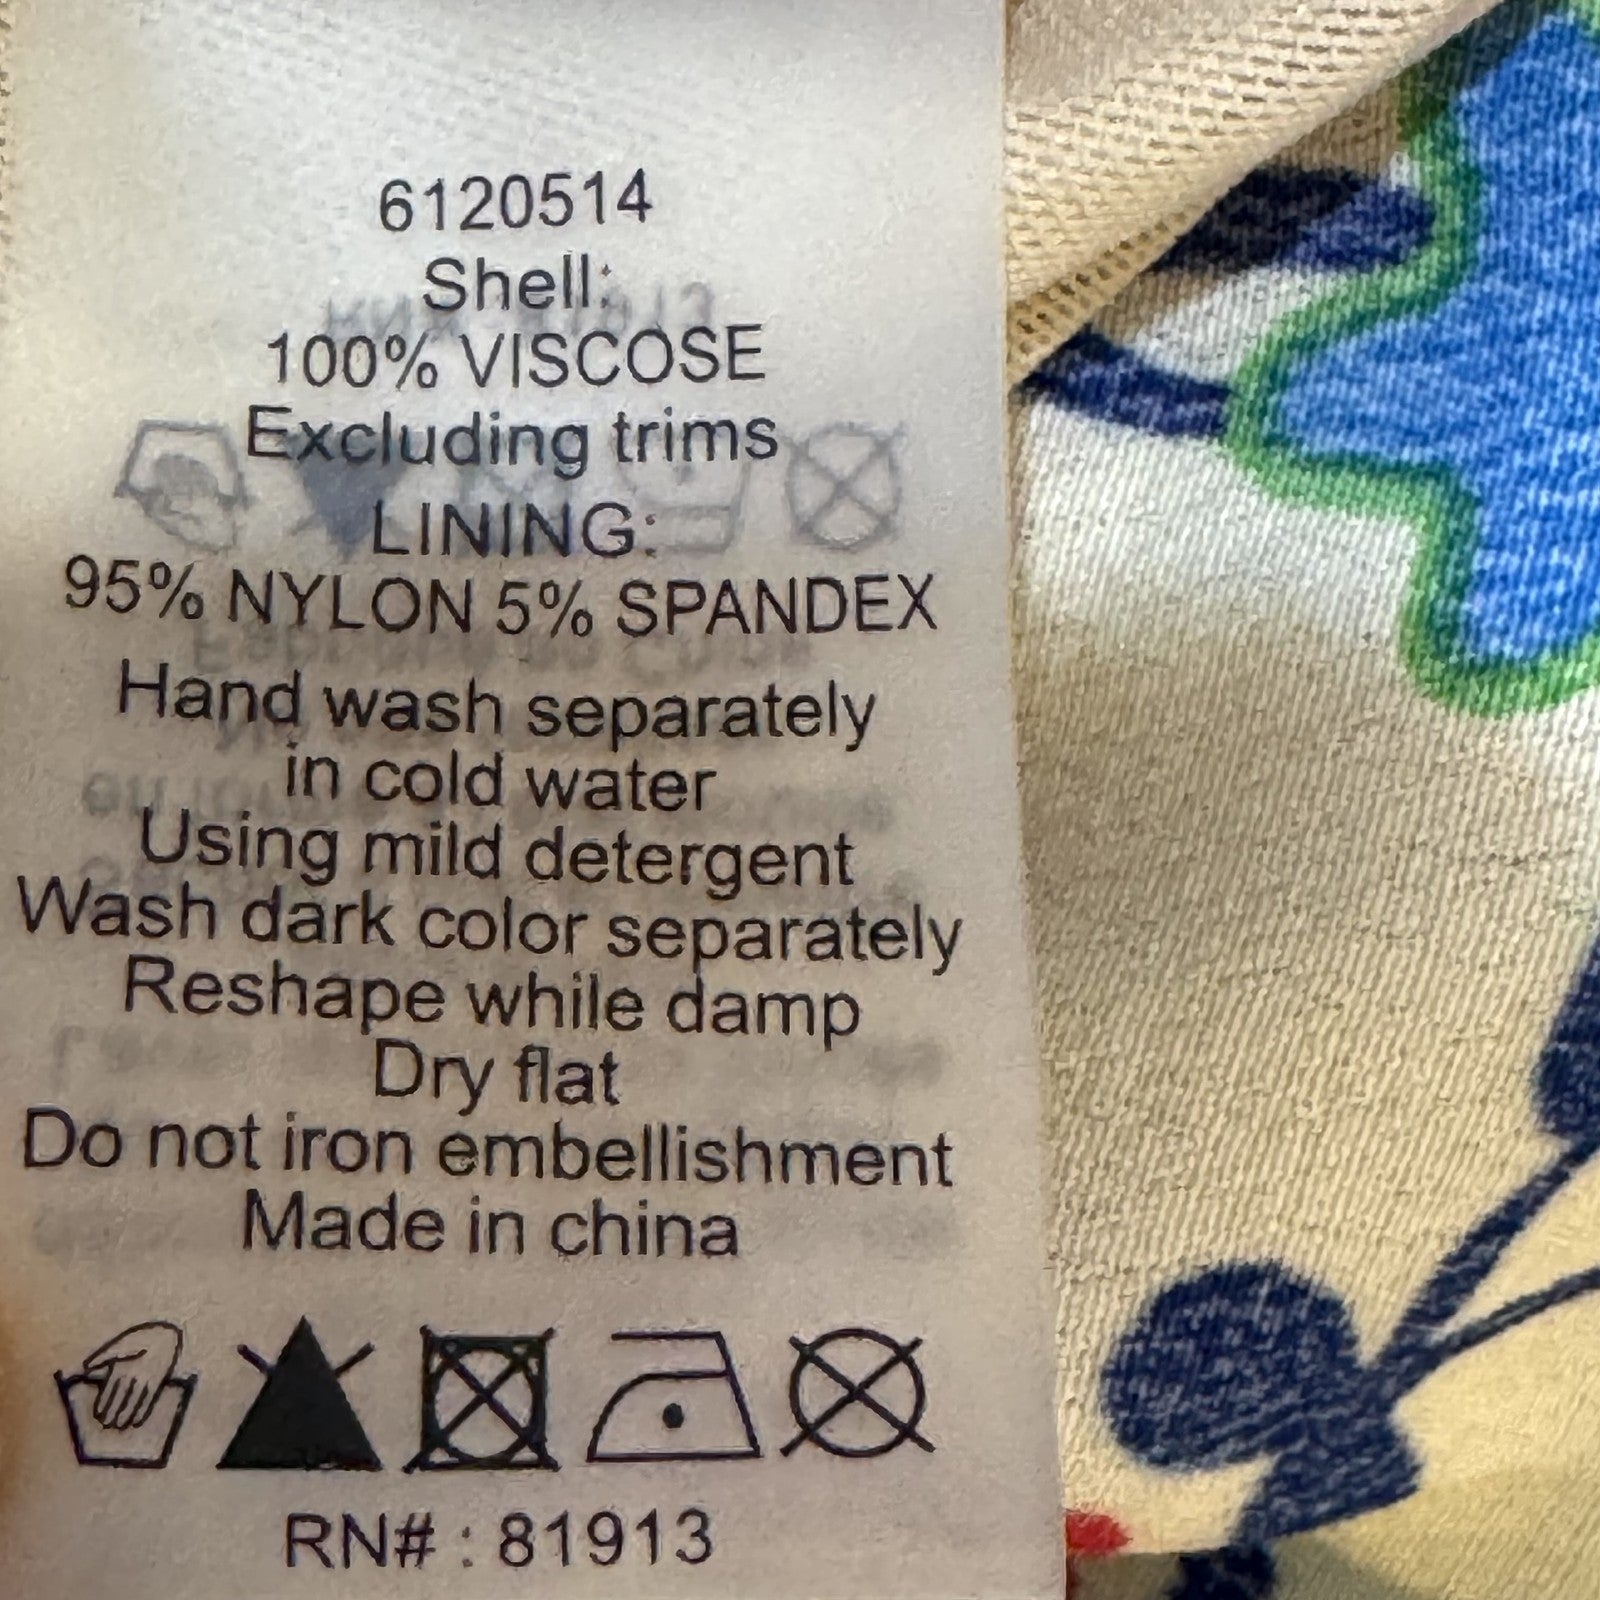 6120514
Shell:
100% VISCOSE
Excluding trims
LINING:
95% NYLON 5% SPANDEX
Hand wash separately
in cold water
Using mild detergent
Wash dark color separately
Reshape while damp
Dry flat
Do not iron embellishment
Made in china
RN# : 81913